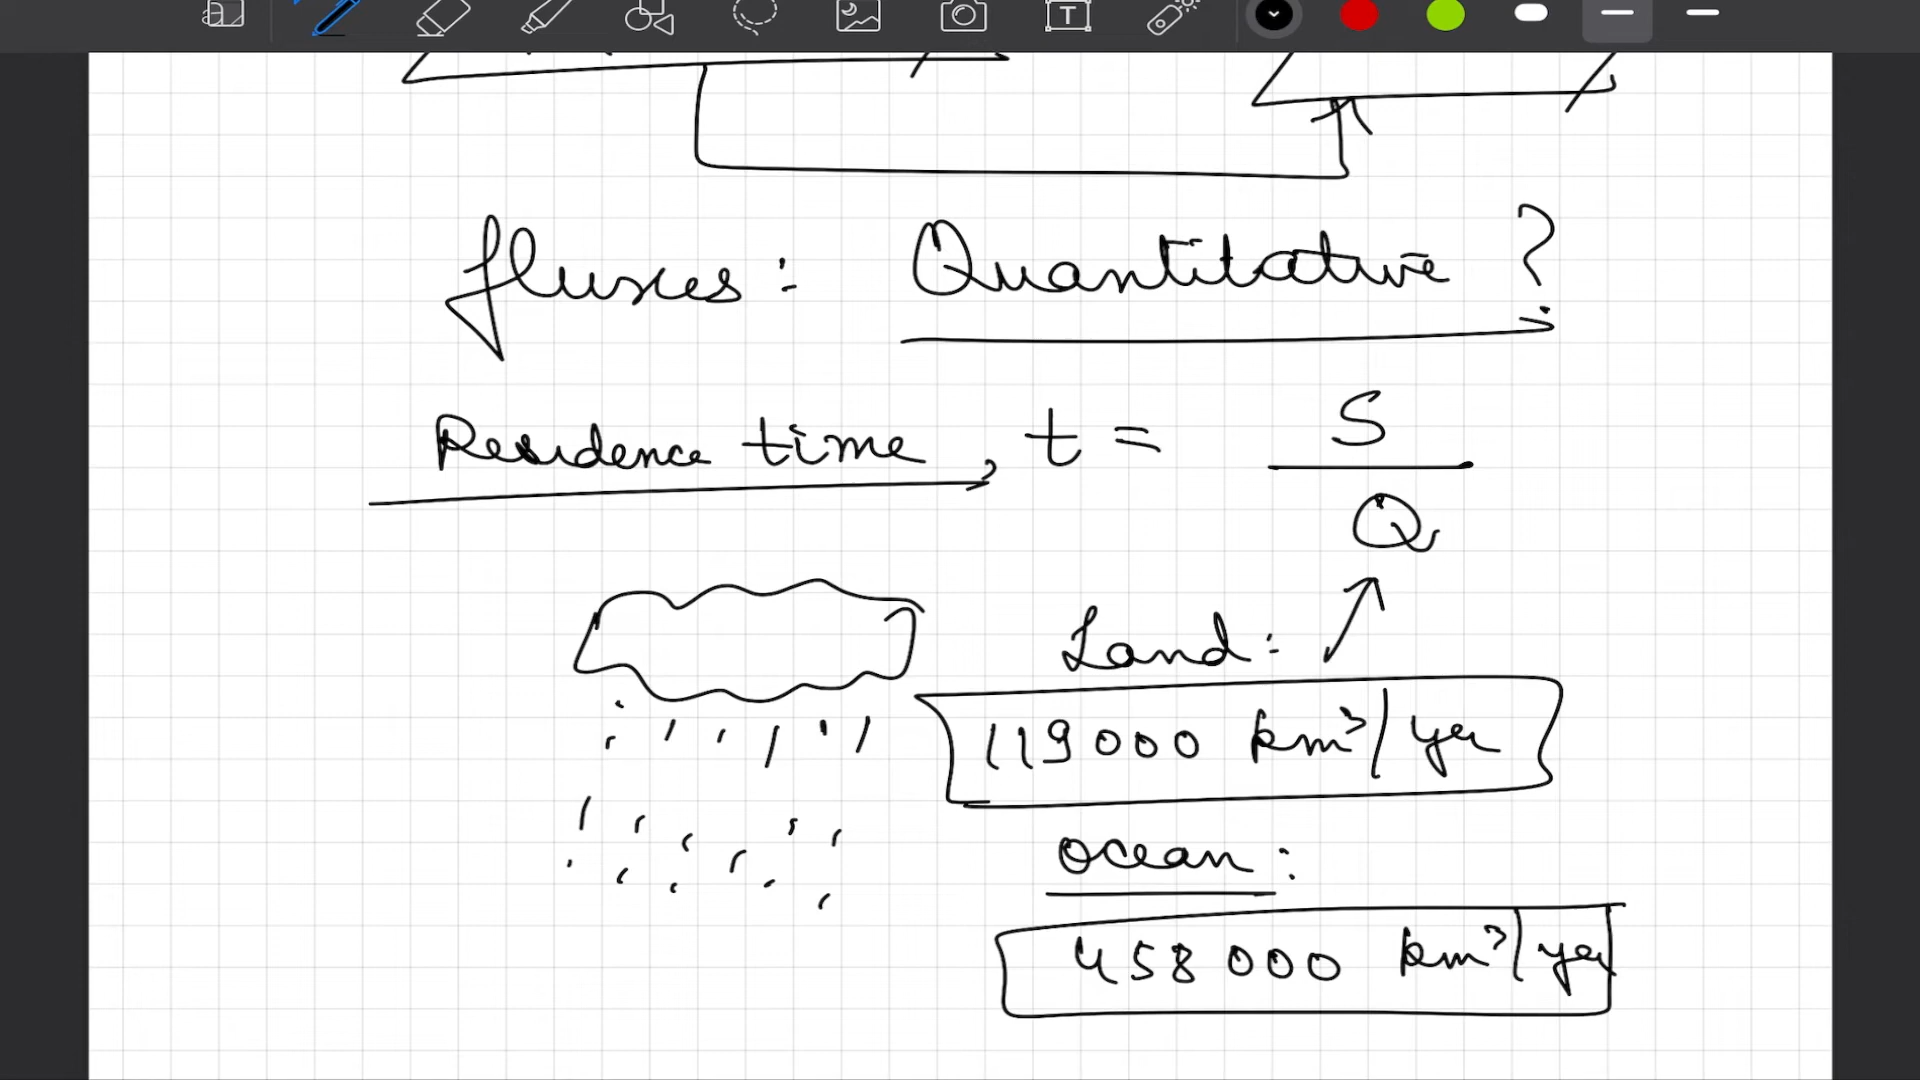 fluxes: Quantitative ?
Residence time, t = S / Q
Land:
119000 km³/year
ocean:
458000 km³/year